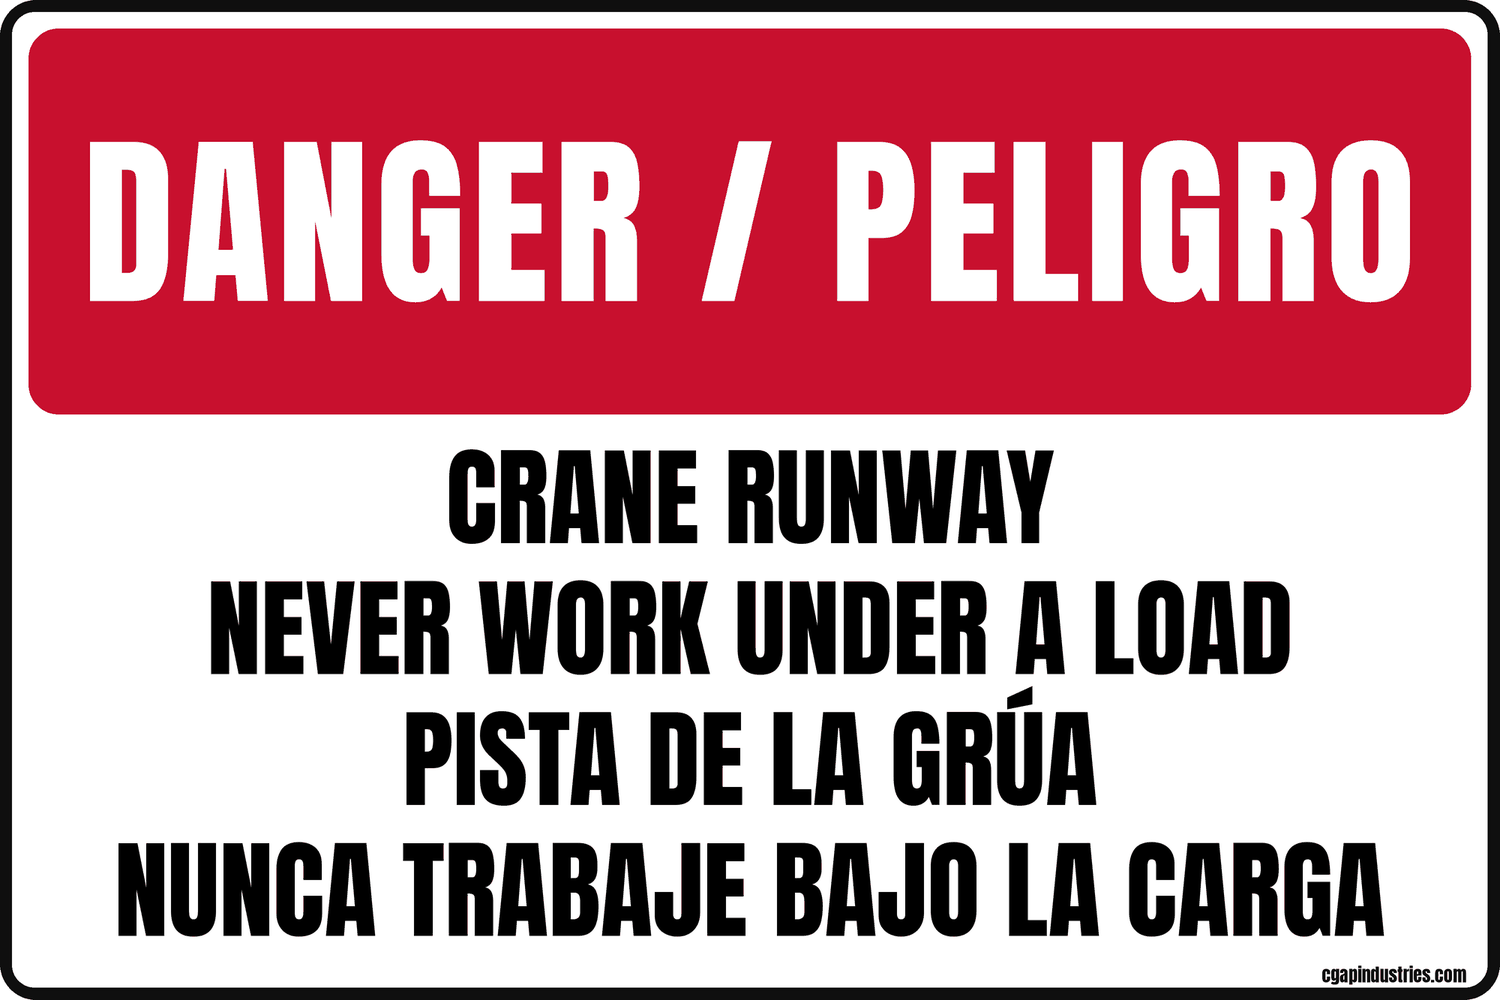 DANGER / PELIGRO
CRANE RUNWAY
NEVER WORK UNDER A LOAD
PISTA DE LA GRÚA
NUNCA TRABAJE BAJO LA CARGA
cgapindustries.com